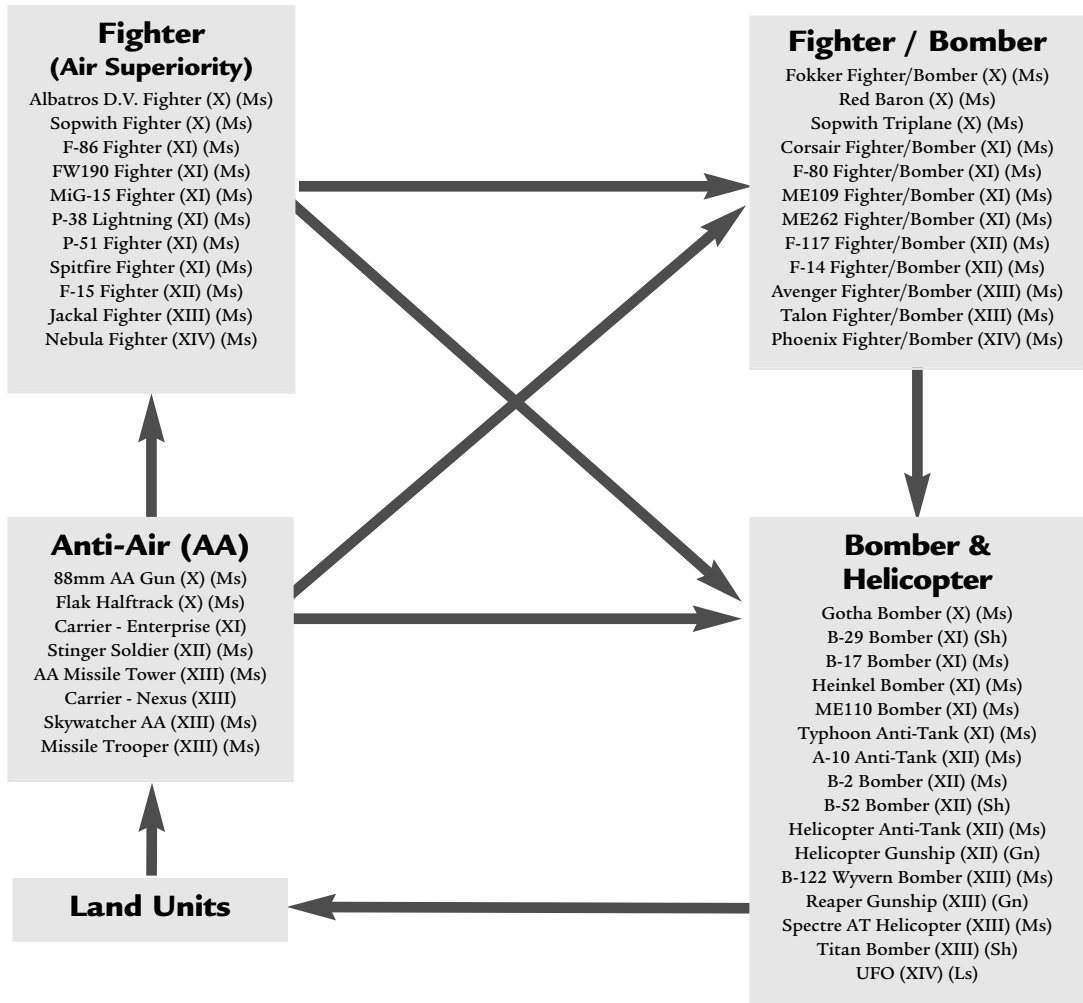 Fighter
(Air Superiority)
Albatros D.V. Fighter (X) (Ms)
Sopwith Fighter (X) (Ms)
F-86 Fighter (XI) (Ms)
FW190 Fighter (XI) (Ms)
MiG-15 Fighter (XI) (Ms)
P-38 Lightning (XI) (Ms)
P-51 Fighter (XI) (Ms)
Spitfire Fighter (XI) (Ms)
F-15 Fighter (XII) (Ms)
Jackal Fighter (XIII) (Ms)
Nebula Fighter (XIV) (Ms)
Fighter / Bomber
Fokker Fighter/Bomber (X) (Ms)
Red Baron (X) (Ms)
Sopwith Triplane (X) (Ms)
Corsair Fighter/Bomber (XI) (Ms)
F-80 Fighter/Bomber (XI) (Ms)
ME109 Fighter/Bomber (XI) (Ms)
ME262 Fighter/Bomber (XI) (Ms)
F-117 Fighter/Bomber (XII) (Ms)
F-14 Fighter/Bomber (XII) (Ms)
Avenger Fighter/Bomber (XIII) (Ms)
Talon Fighter/Bomber (XIII) (Ms)
Phoenix Fighter/Bomber (XIV) (Ms)
Anti-Air (AA)
88mm AA Gun (X) (Ms)
Flak Halftrack (X) (Ms)
Carrier - Enterprise (XI)
Stinger Soldier (XII) (Ms)
AA Missile Tower (XIII) (Ms)
Carrier - Nexus (XIII)
Skywatcher AA (XIII) (Ms)
Missile Trooper (XIII) (Ms)
Bomber &
Helicopter
Gotha Bomber (X) (Ms)
B-29 Bomber (XI) (Sh)
B-17 Bomber (XI) (Ms)
Heinkel Bomber (XI) (Ms)
ME110 Bomber (XI) (Ms)
Typhoon Anti-Tank (XI) (Ms)
A-10 Anti-Tank (XII) (Ms)
B-2 Bomber (XII) (Ms)
B-52 Bomber (XII) (Sh)
Helicopter Anti-Tank (XII) (Ms)
Helicopter Gunship (XII) (Gn)
B-122 Wyvern Bomber (XIII) (Ms)
Reaper Gunship (XIII) (Gn)
Spectre AT Helicopter (XIII) (Ms)
Titan Bomber (XIII) (Sh)
UFO (XIV) (Ls)
Land Units